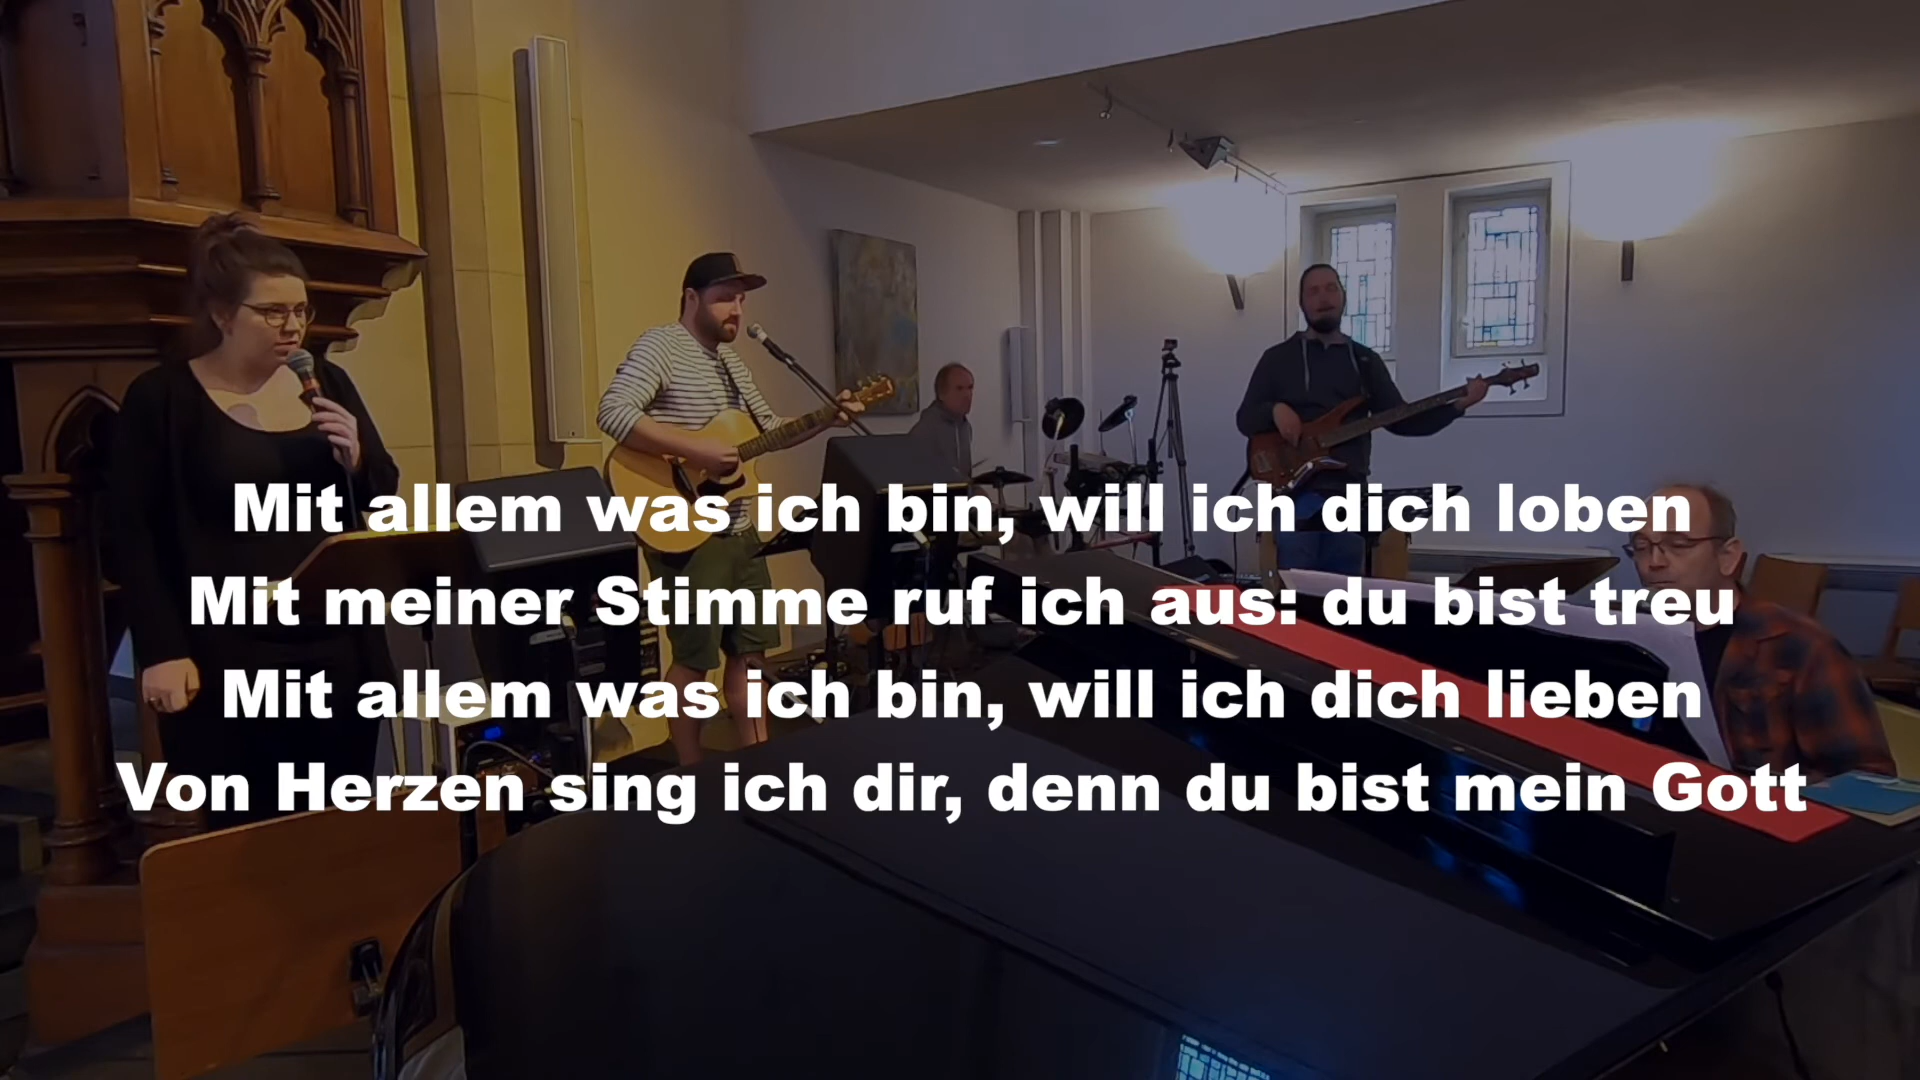 Mit allem was ich bin, will ich dich loben
Mit meiner Stimme ruf ich aus: du bist treu
Mit allem was ich bin, will ich dich lieben
Von Herzen sing ich dir, denn du bist mein Gott